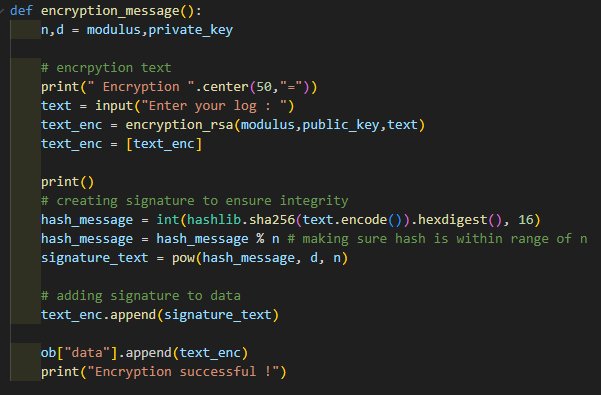 def encryption_message():
    n,d = modulus,private_key

    # encrpytion text
    print(" Encryption ".center(50,"="))
    text = input("Enter your log : ")
    text_enc = encryption_rsa(modulus,public_key,text)
    text_enc = [text_enc]

    print()
    # creating signature to ensure integrity
    hash_message = int(hashlib.sha256(text.encode()).hexdigest(), 16)
    hash_message = hash_message % n # making sure hash is within range of n
    signature_text = pow(hash_message, d, n)

    # adding signature to data
    text_enc.append(signature_text)

    ob["data"].append(text_enc)
    print("Encryption successful !")